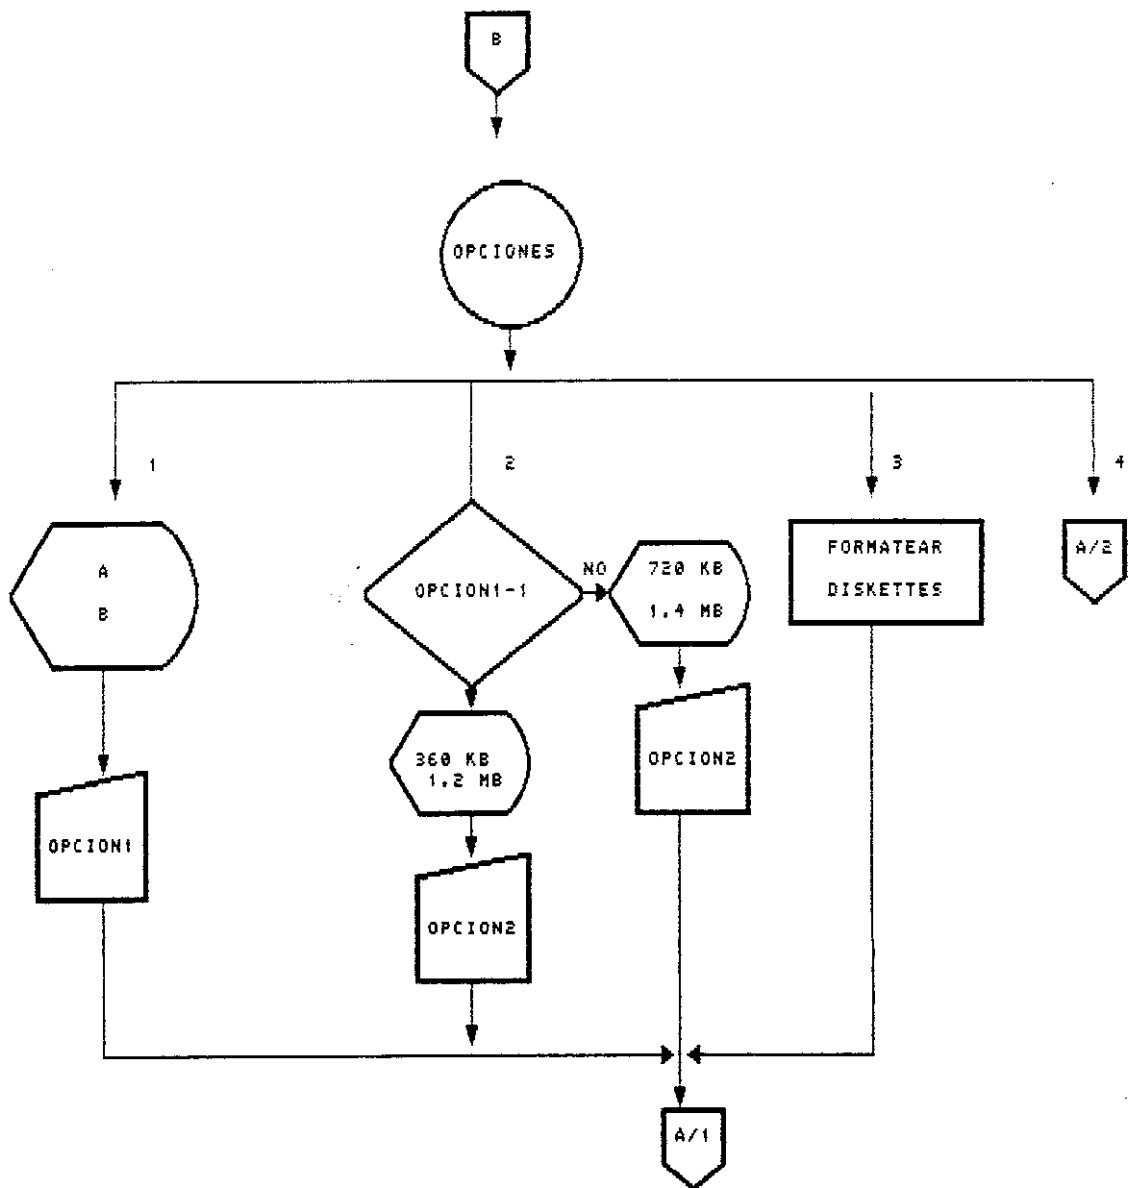 B
OPCIONES
1
2
3
4
A
B
OPCION1-1
NO
720 KB
1.4 MB
FORMATEAR
DISKETTES
A/2
360 KB
1.2 MB
OPCION2
OPCION1
OPCION2
A/1